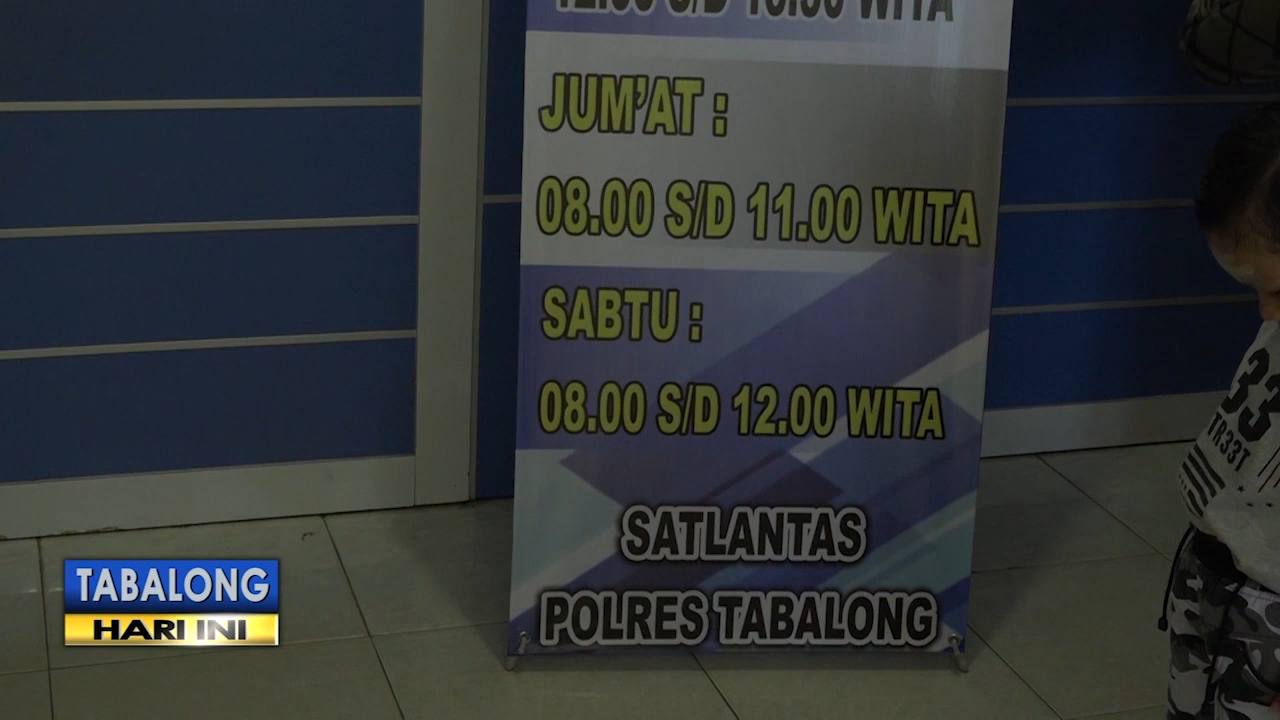 S/D WITA
JUM'AT :
08.00 S/D 11.00 WITA
SABTU :
08.00 S/D 12.00 WITA
SATLANTAS
POLRES TABALONG
TABALONG
HARI INI
33
TR33T